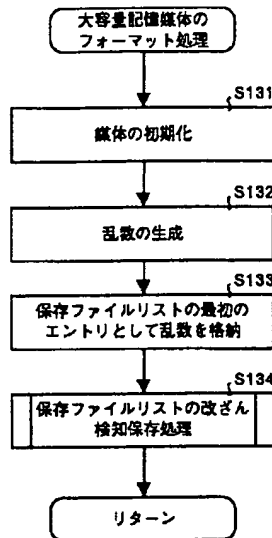 大容量記憶媒体の
フォーマット処理
S131
媒体の初期化
S132
乱数の生成
S133
保存ファイルリストの最初の
エントリとして乱数を格納
S134
保存ファイルリストの改ざん
検知保存処理
リターン